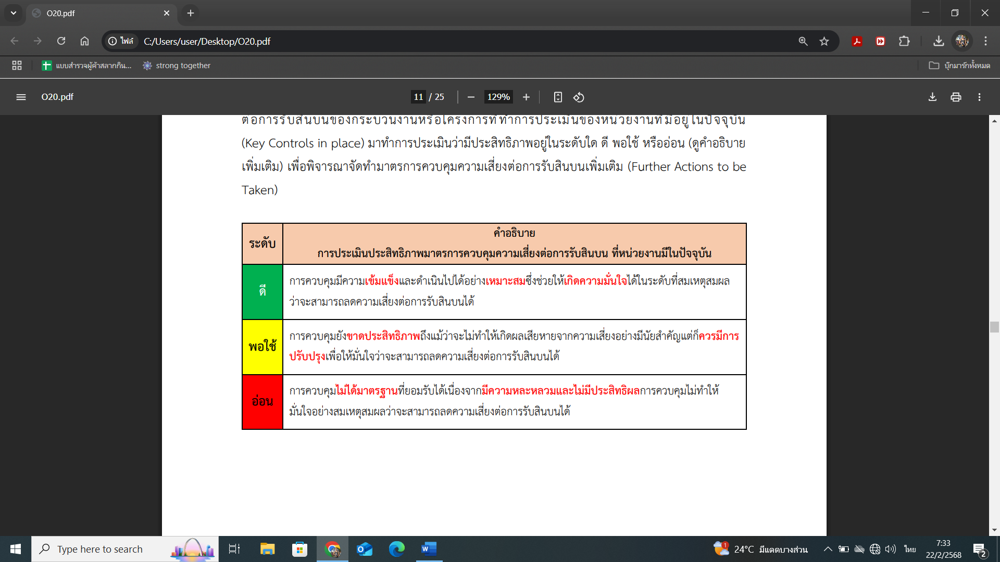 O20.pdf
ไฟล์
C:/Users/user/Desktop/O20.pdf
แบบสำรวจผู้ค้าสลากกิน...
strong together
บุ๊กมาร์กทั้งหมด
O20.pdf
11 / 25
129%
ต่อการรับสินบนของกระบวนงานหรือโครงการที่ทำการประเมินของหน่วยงานที่มีอยู่ในปัจจุบัน
(Key Controls in place) มาทำการประเมินว่ามีประสิทธิภาพอยู่ในระดับใด ดี พอใช้ หรืออ่อน (ดูคำอธิบาย
เพิ่มเติม) เพื่อพิจารณาจัดทำมาตรการควบคุมความเสี่ยงต่อการรับสินบนเพิ่มเติม (Further Actions to be
Taken)
ระดับ
คำอธิบาย
การประเมินประสิทธิภาพมาตรการควบคุมความเสี่ยงต่อการรับสินบน ที่หน่วยงานมีในปัจจุบัน
ดี
การควบคุมมีความเข้มแข็งและดำเนินไปได้อย่างเหมาะสมซึ่งช่วยให้เกิดความมั่นใจได้ในระดับที่สมเหตุสมผล
ว่าจะสามารถลดความเสี่ยงต่อการรับสินบนได้
พอใช้
การควบคุมยังขาดประสิทธิภาพถึงแม้ว่าจะไม่ทำให้เกิดผลเสียหายจากความเสี่ยงอย่างมีนัยสำคัญแต่ก็ควรมีการ
ปรับปรุงเพื่อให้มั่นใจว่าจะสามารถลดความเสี่ยงต่อการรับสินบนได้
อ่อน
การควบคุมไม่ได้มาตรฐานที่ยอมรับได้เนื่องจากมีความหละหลวมและไม่มีประสิทธิผลการควบคุมไม่ทำให้
มั่นใจอย่างสมเหตุสมผลว่าจะสามารถลดความเสี่ยงต่อการรับสินบนได้
Type here to search
1
24°C มีแดดบางส่วน
ไทย
7:33
22/2/2568
2